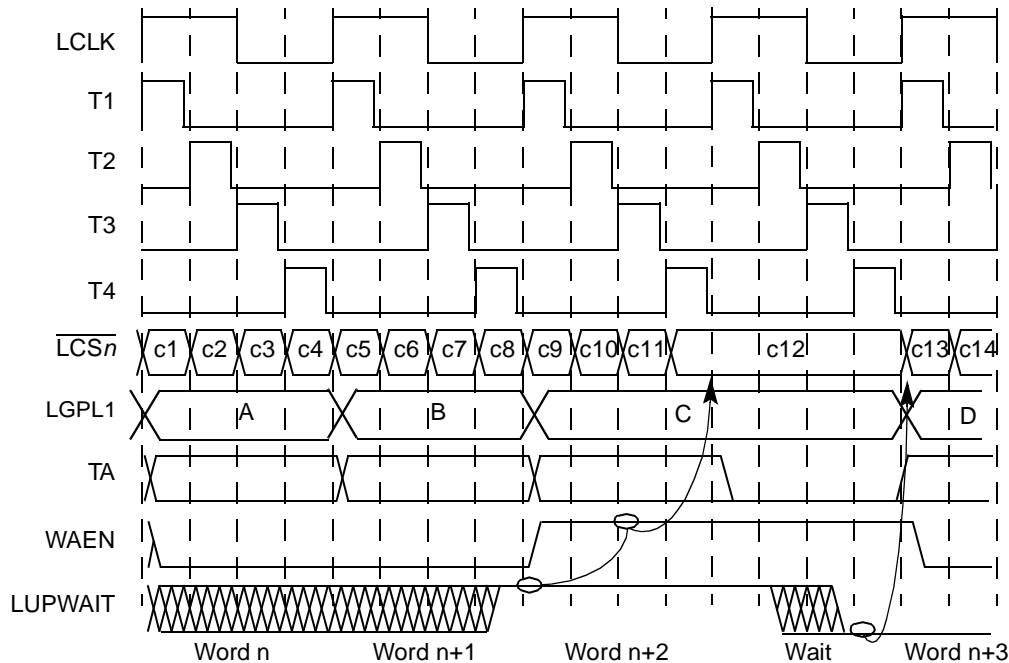 LCLK
T1
T2
T3
T4
LCSn c1 c2 c3 c4 c5 c6 c7 c8 c9 c10 c11 c12 c13 c14
LGPL1 A B C D
TA
WAEN
LUPWAIT
Word n Word n+1 Word n+2 Wait Word n+3